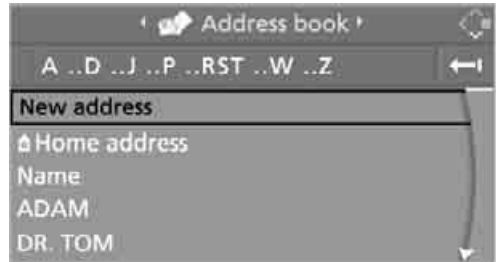 Address book
A ..D ..J ..P ..RST ..W ..Z
New address
Home address
Name
ADAM
DR. TOM